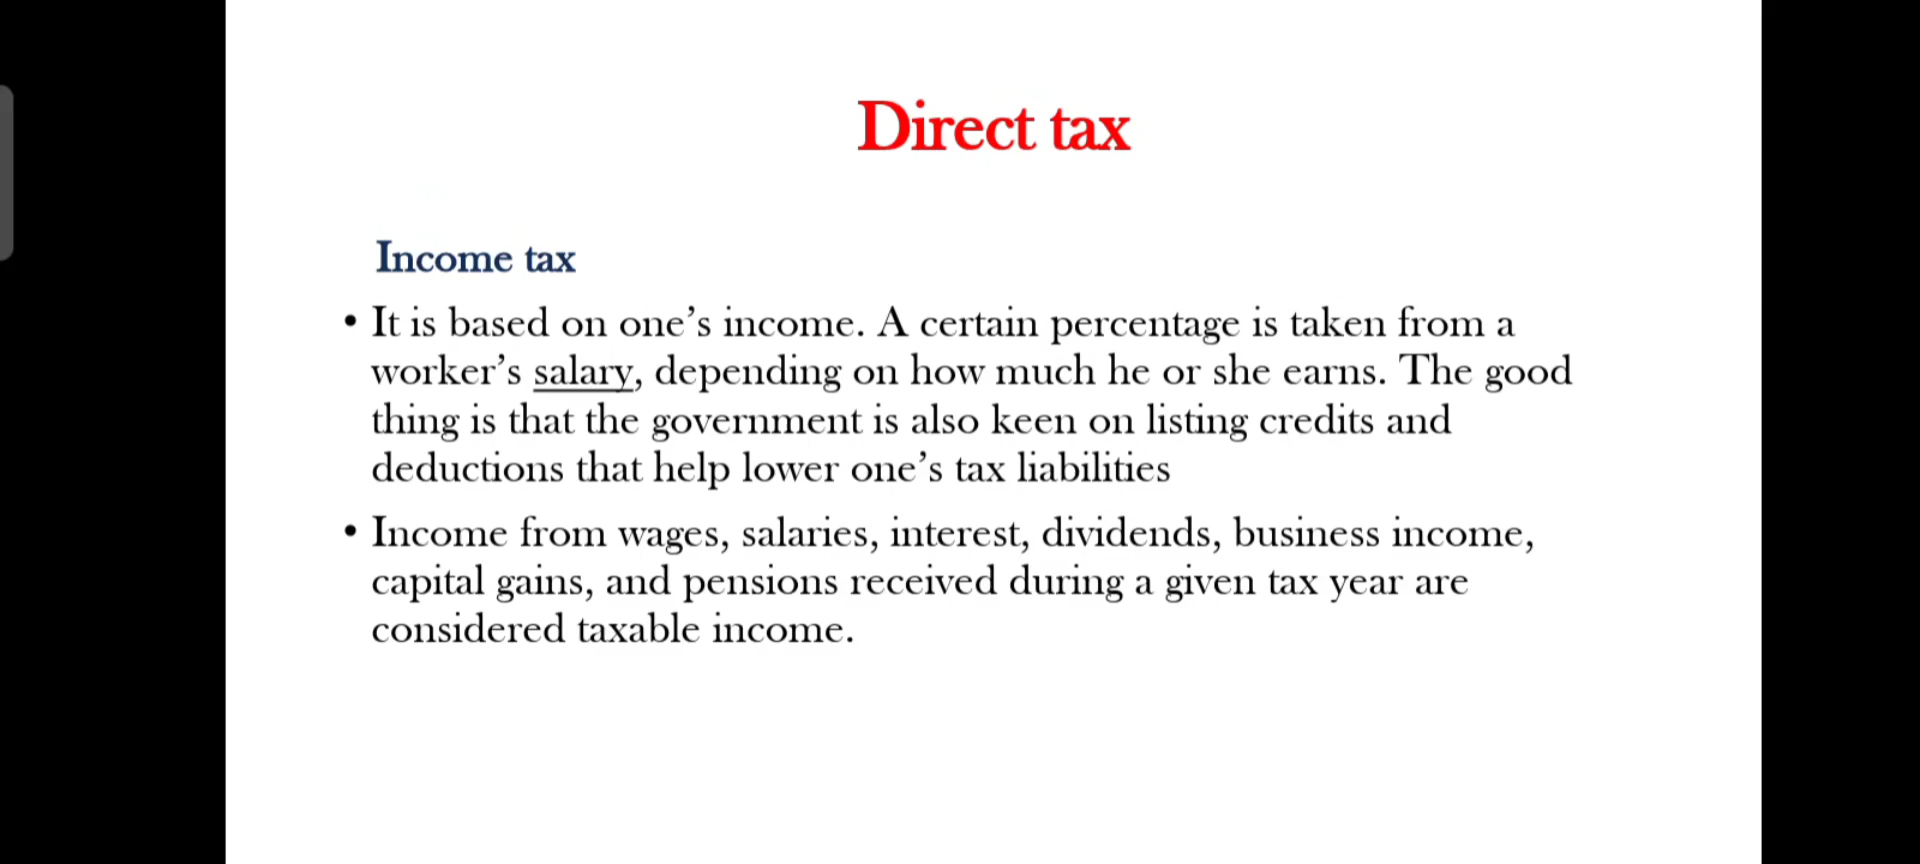 Direct tax
Income tax
• It is based on one’s income. A certain percentage is taken from a
worker’s salary, depending on how much he or she earns. The good
thing is that the government is also keen on listing credits and
deductions that help lower one’s tax liabilities
• Income from wages, salaries, interest, dividends, business income,
capital gains, and pensions received during a given tax year are
considered taxable income.